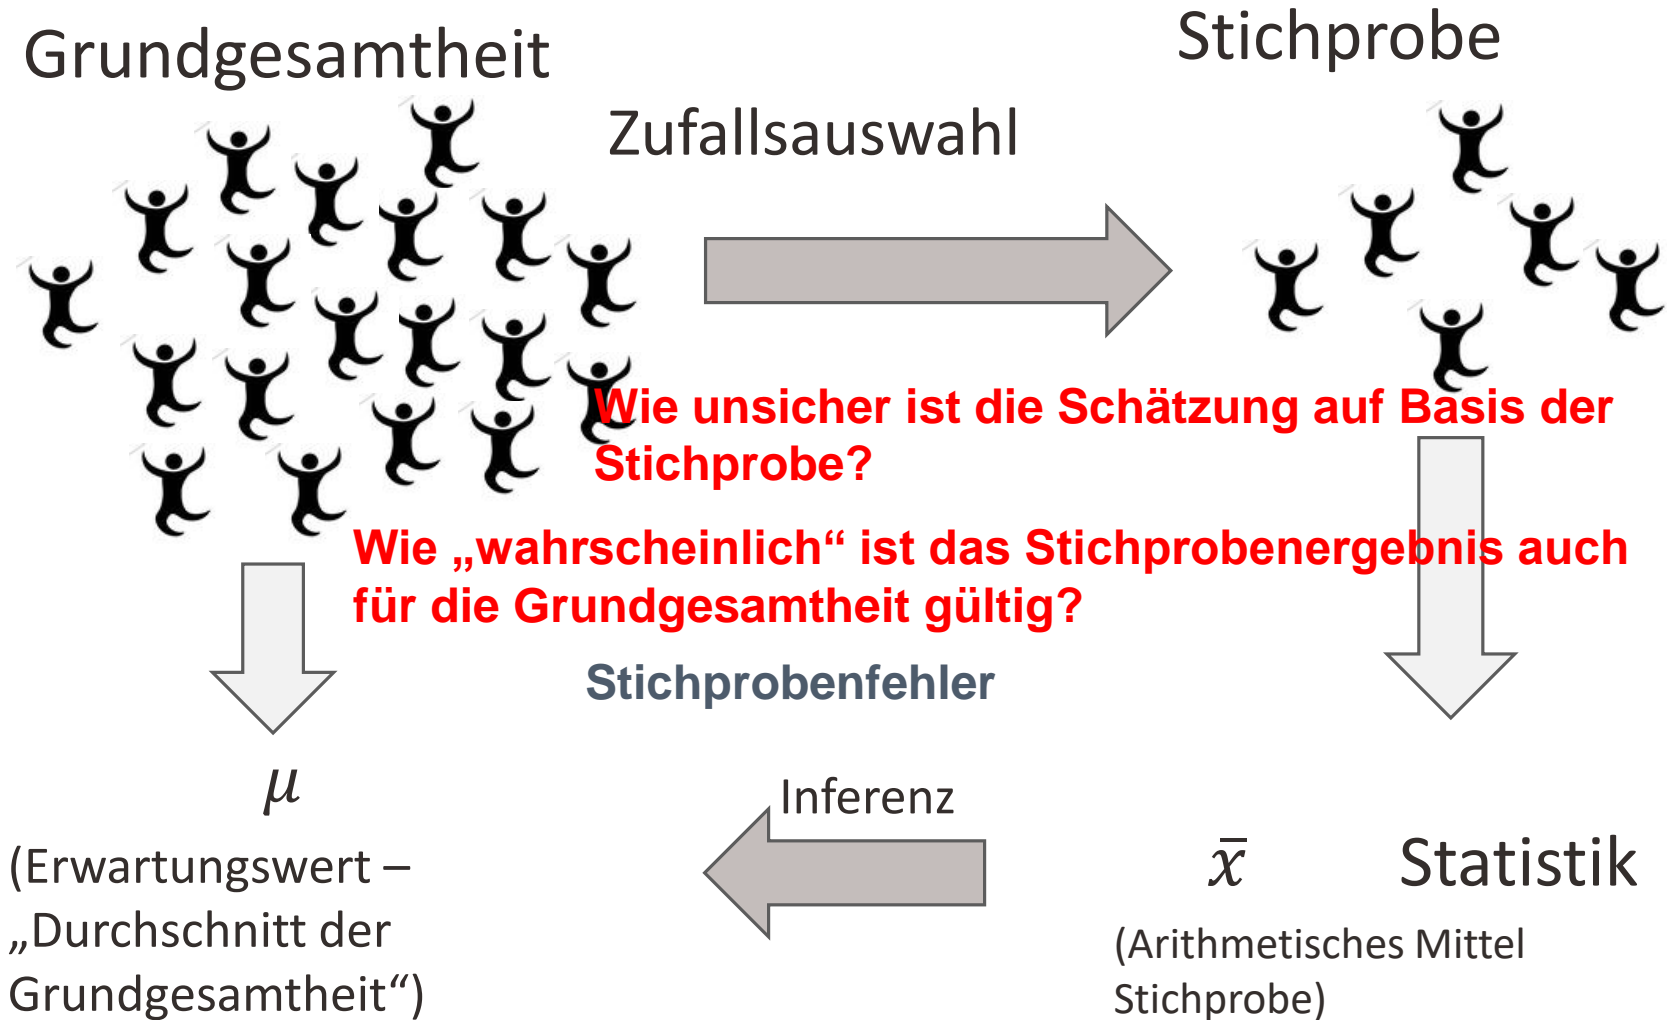 Grundgesamtheit
Stichprobe
Zufallsauswahl
Wie unsicher ist die Schätzung auf Basis der
Stichprobe?
Wie „wahrscheinlich“ ist das Stichprobenergebnis auch
für die Grundgesamtheit gültig?
Stichprobenfehler
μ
(Erwartungswert –
„Durchschnitt der
Grundgesamtheit“)
Inferenz
x̄ Statistik
(Arithmetisches Mittel
Stichprobe)